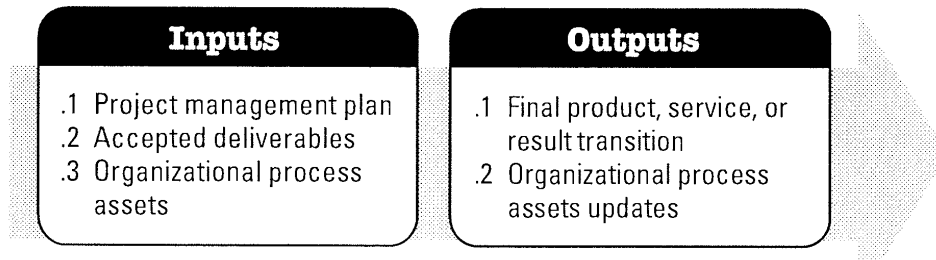 Inputs
.1 Project management plan
.2 Accepted deliverables
.3 Organizational process
assets
Outputs
.1 Final product, service, or
result transition
.2 Organizational process
assets updates